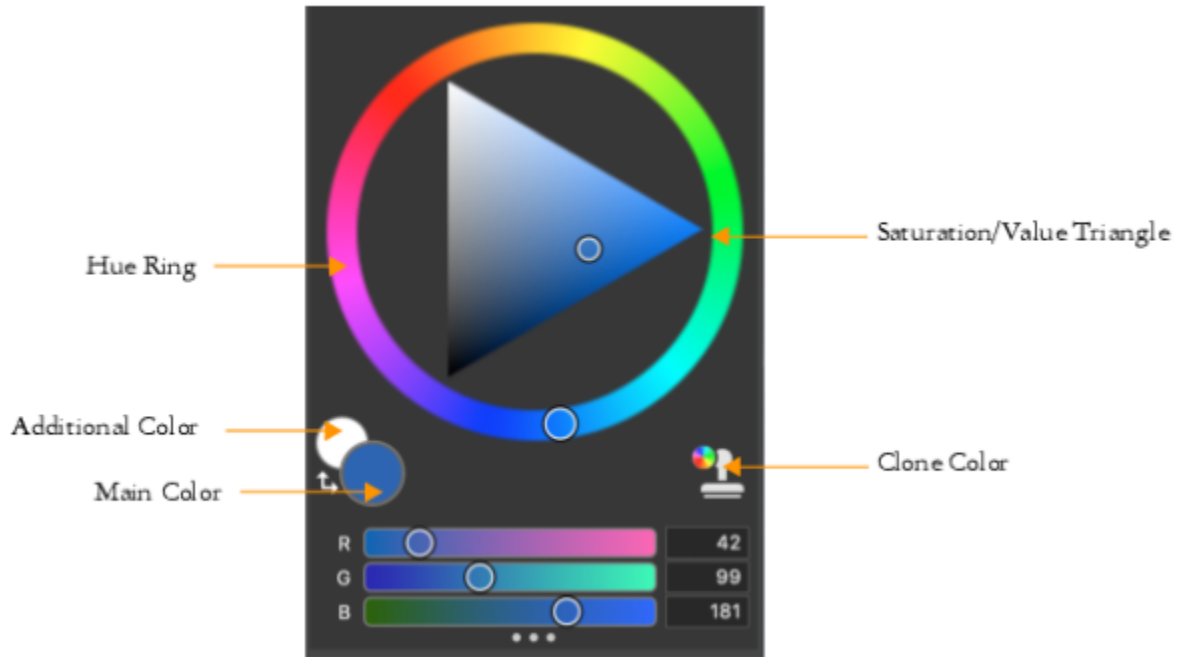 Saturation/Value Triangle
Hue Ring
Additional Color
Clone Color
Main Color
R 42
G 99
B 181